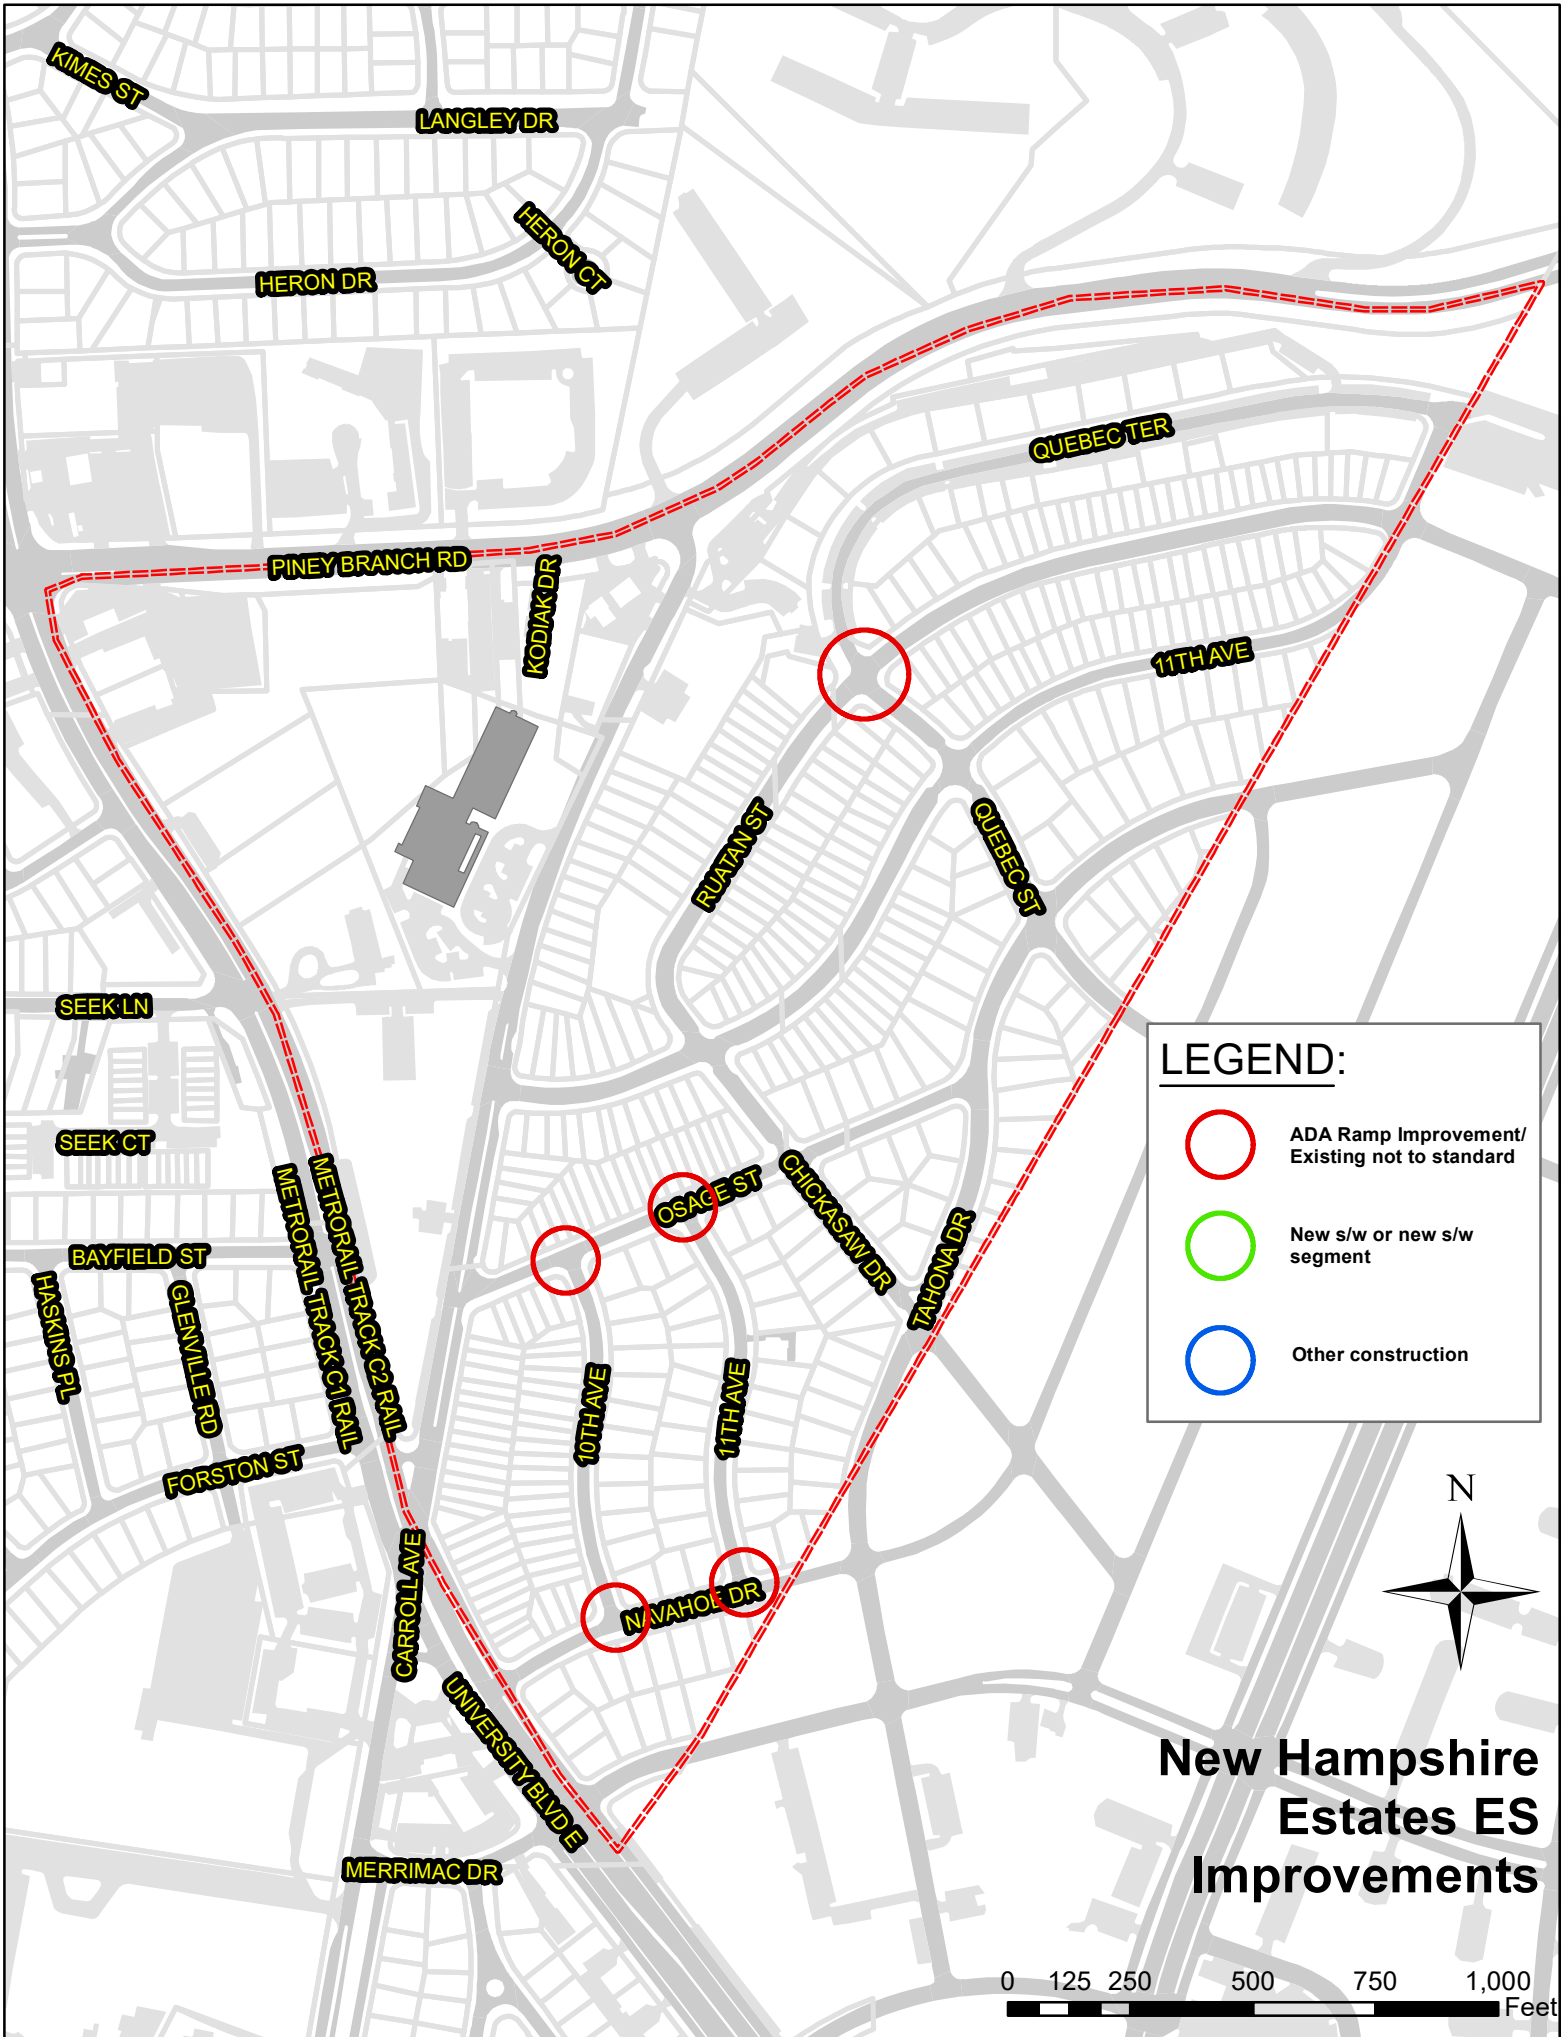 KIMES ST
LANGLEY DR
HERON CT
HERON DR
QUEBEC TER
PINEY BRANCH RD
KODIAK DR
11TH AVE
RUATAN ST
QUEBEC ST
SEEK LN
SEEK CT
METRORAIL TRACK C1 RAIL
METRORAIL TRACK C2 RAIL
OSAGE ST
CHICKASAW DR
TAHONA DR
BAYFIELD ST
HASKINS PL
GLENVILLE RD
FORSTON ST
10TH AVE
11TH AVE
CARROLL AVE
NAVAHOE DR
UNIVERSITY BLVD E
MERRIMAC DR
LEGEND:
ADA Ramp Improvement/
Existing not to standard
New s/w or new s/w
segment
Other construction
N
New Hampshire
Estates ES
Improvements
0 125 250 500 750 1,000
Feet